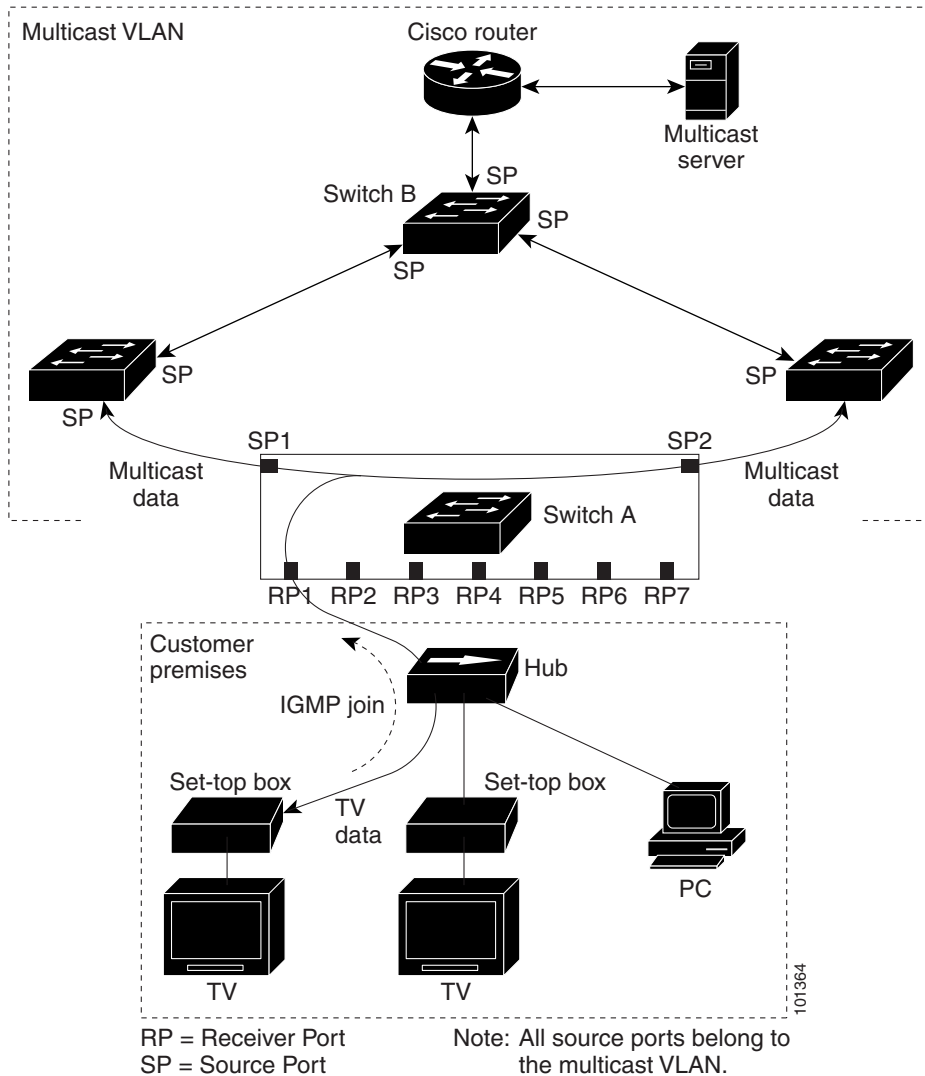 Multicast VLAN
Cisco router
Multicast
server
SP
Switch B
SP
SP
SP
SP
SP
SP1
SP2
Multicast
data
Multicast
data
Switch A
RP1 RP2 RP3 RP4 RP5 RP6 RP7
Customer
premises
Hub
IGMP join
Set-top box
Set-top box
TV
data
PC
TV
TV
101364
RP = Receiver Port
SP = Source Port
Note: All source ports belong to
the multicast VLAN.